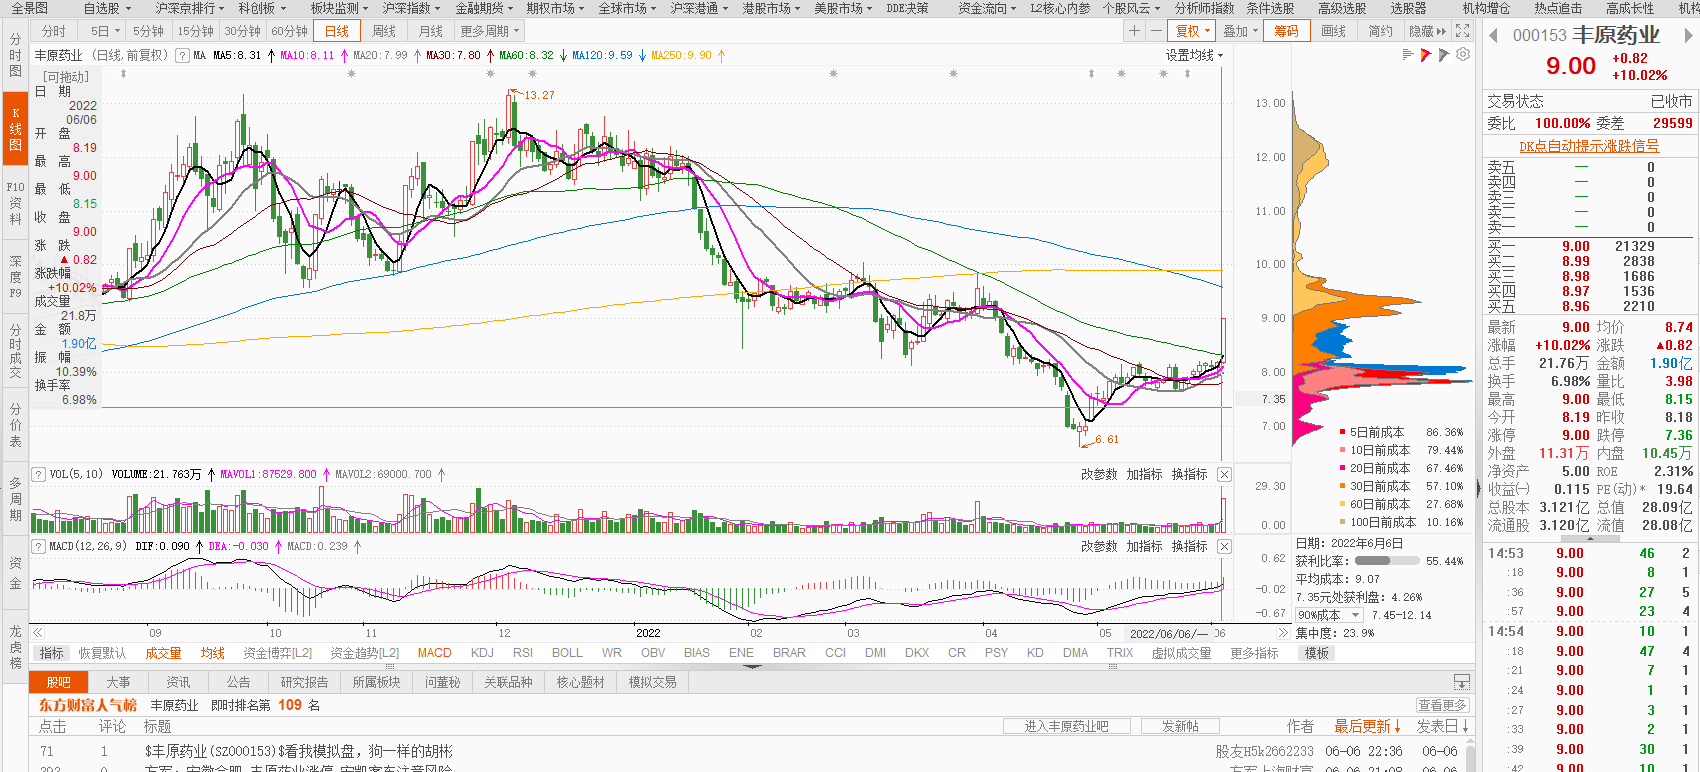 全景图 自选股 沪深京排行 科创板 板块监测 沪深指数 金融期货 期权市场 全球市场 沪深港通 港股市场 美股市场 DDE决策 资金流向 L2核心内参 个股风云 分析师指数 条件选股 高级选股 选股器 机构增仓 热点追击 高成长性 机构
分时 5日 5分钟 15分钟 30分钟 60分钟 日线 周线 月线 更多周期 复权 叠加 筹码 画线 简约 隐藏
000153 丰原药业
9.00 +0.82 +10.02%
丰原药业 (日线,前复权) ? MA MA5:8.31 MA10:8.11 MA20:7.99 MA30:7.80 MA60:8.32 MA120:9.59 MA250:9.90 设置均线
分时图
K线图
F10资料
深度F9
分时成交
分价表
多周期
资金
龙虎榜
[可拖动]
日期
2022
06/06
开盘
8.19
最高
9.00
最低
8.15
收盘
9.00
涨跌
▲0.82
涨跌幅
+10.02%
成交量
21.8万
金额
1.90亿
振幅
10.39%
换手率
6.98%
13.27
6.61
13.00
12.00
11.00
10.00
9.00
8.00
7.35
7.00
5日前成本 86.36%
10日前成本 79.44%
20日前成本 67.46%
30日前成本 57.10%
60日前成本 27.68%
100日前成本 10.16%
日期: 2022年6月6日
获利比率: 55.44%
平均成本: 9.07
7.35元处获利盘: 4.26%
90%成本 7.45-12.14
集中度: 23.9%
模板
? VOL(5,10) VOLUME:21.763万 MAVOL1:87529.800 MAVOL2:69000.700 改参数 加指标 换指标
29.30
0.00
? MACD(12,26,9) DIF:0.090 DEA:-0.030 MACD:0.239 改参数 加指标 换指标
0.62
-0.02
-0.67
09 10 11 12 2022 02 03 04 05 2022/06/06/一 06
指标 恢复默认 成交量 均线 资金博弈[L2] 资金趋势[L2] MACD KDJ RSI BOLL WR OBV BIAS ENE BRAR CCI DMI DKX CR PSY KD DMA TRIX 虚拟成交量 更多指标
股吧 大事 资讯 公告 研究报告 所属板块 问董秘 关联品种 核心题材 模拟交易
东方财富人气榜 丰原药业 即时排名第 109 名 查看更多
点击 评论 标题 进入丰原药业吧 发新帖 作者 最后更新 发表日
71 1 $丰原药业(SZ000153)$看我模拟盘，狗一样的胡彬 股友H5k2662233 06-06 22:36 06-06
交易状态 已收市
委比 100.00% 委差 29599
DK点自动提示涨跌信号
卖五 — 0
卖四 — 0
卖三 — 0
卖二 — 0
卖一 — 0
买一 9.00 21329
买二 8.99 2838
买三 8.98 1686
买四 8.97 1536
买五 8.96 2210
最新 9.00 均价 8.74
涨幅 +10.02% 涨跌 ▲0.82
总手 21.76万 金额 1.90亿
换手 6.98% 量比 3.98
最高 9.00 最低 8.15
今开 8.19 昨收 8.18
涨停 9.00 跌停 7.36
外盘 11.31万 内盘 10.45万
净资产 5.00 ROE 2.31%
收益㈠ 0.115 PE(动)* 19.64
总股本 3.121亿 总值 28.09亿
流通股 3.120亿 流值 28.08亿
14:53 9.00 46 2
:18 9.00 8 1
:36 9.00 27 5
:57 9.00 23 4
14:54 9.00 10 1
:18 9.00 47 4
:21 9.00 7 1
:24 9.00 1 1
:27 9.00 3 1
:33 9.00 2 1
:39 9.00 30 1
:42 9.00 10 1